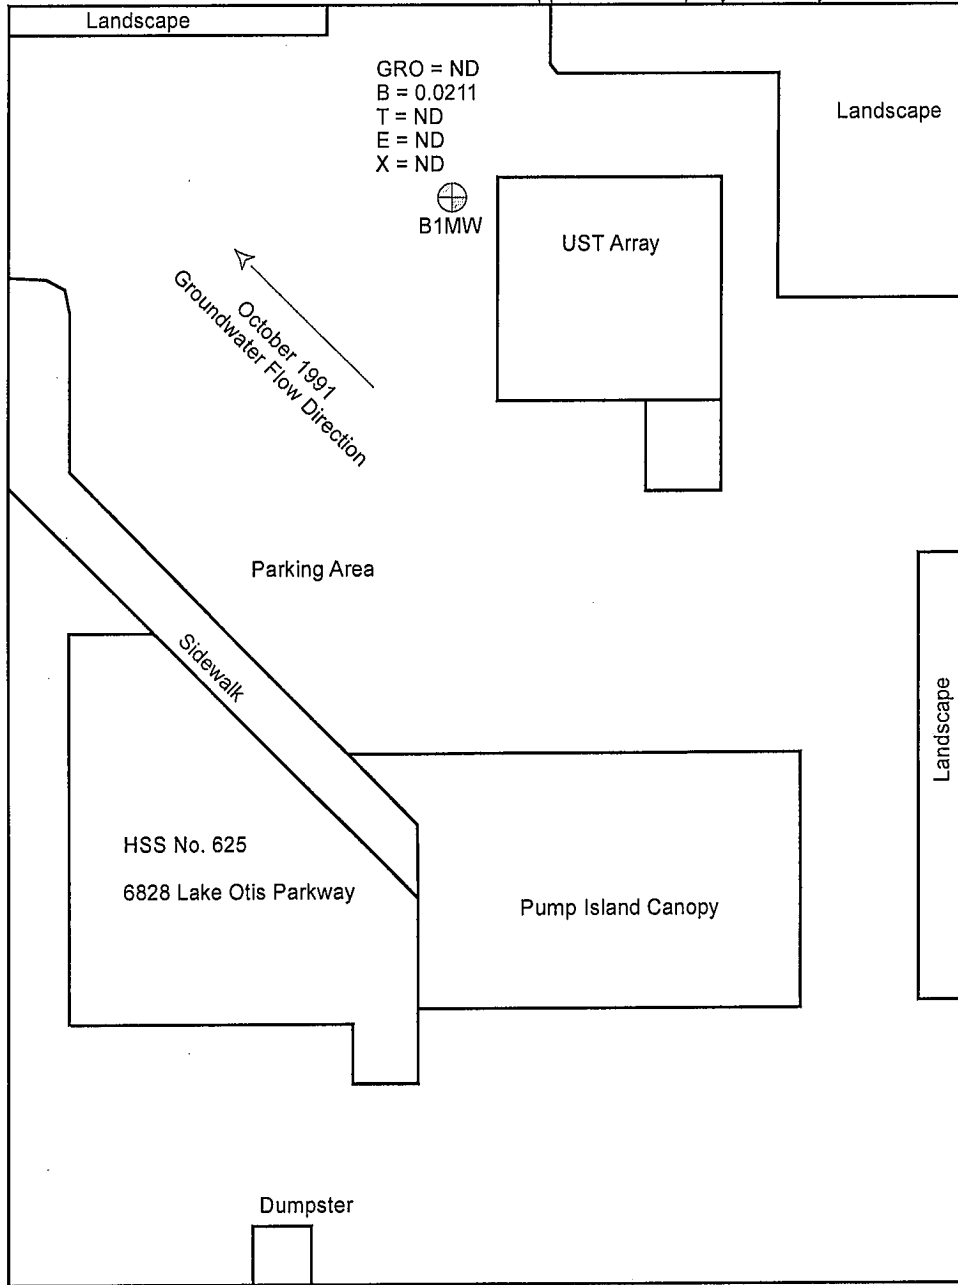 Landscape
GRO = ND
B = 0.0211
T = ND
E = ND
X = ND
B1MW
Landscape
UST Array
October 1991
Groundwater Flow Direction
Parking Area
Sidewalk
Landscape
HSS No. 625
6828 Lake Otis Parkway
Pump Island Canopy
Dumpster